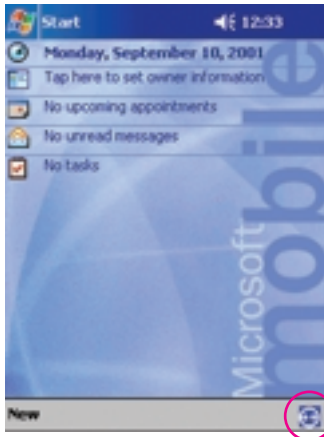 Start 12:33
Monday, September 10, 2001
Tap here to set owner information
No upcoming appointments
No unread messages
No tasks
Microsoft
mobile
New